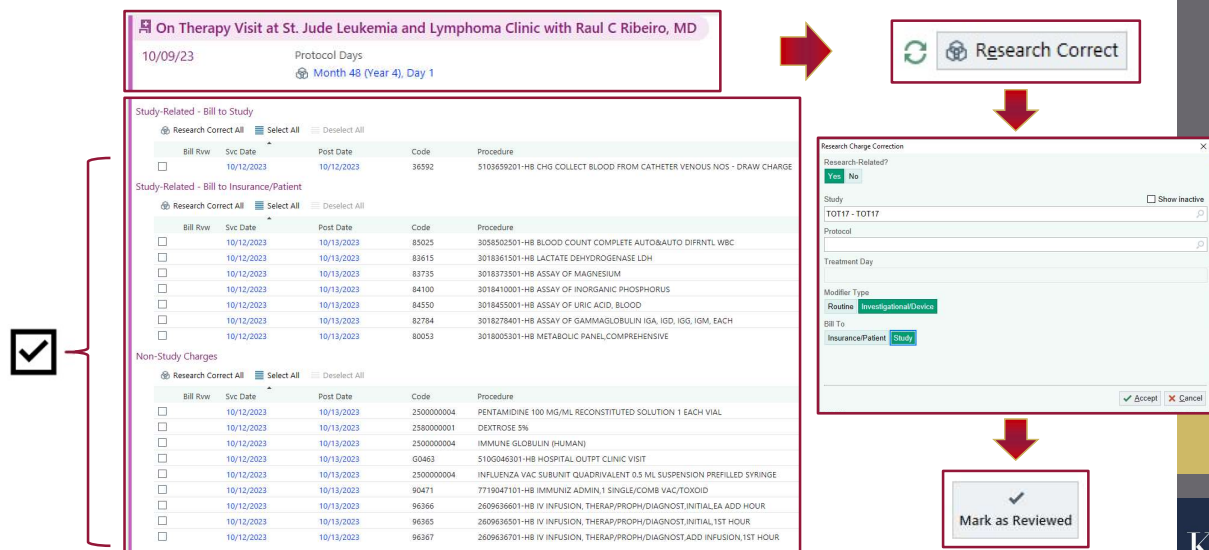 On Therapy Visit at St. Jude Leukemia and Lymphoma Clinic with Raul C Ribeiro, MD
10/09/23
Protocol Days
Month 48 (Year 4), Day 1
Study-Related - Bill to Study
Research Correct All Select All Deselect All
Bill Rvw Svc Date Post Date Code Procedure
10/12/2023 10/12/2023 36592 5103659201-HB CHG COLLECT BLOOD FROM CATHETER VENOUS NOS - DRAW CHARGE
Study-Related - Bill to Insurance/Patient
Research Correct All Select All Deselect All
Bill Rvw Svc Date Post Date Code Procedure
10/12/2023 10/13/2023 85025 3058502501-HB BLOOD COUNT COMPLETE AUTO&AUTO DIFRNTL WBC
10/12/2023 10/13/2023 83615 3018361501-HB LACTATE DEHYDROGENASE LDH
10/12/2023 10/13/2023 83735 3018373501-HB ASSAY OF MAGNESIUM
10/12/2023 10/13/2023 84100 3018410001-HB ASSAY OF INORGANIC PHOSPHORUS
10/12/2023 10/13/2023 84550 3018455001-HB ASSAY OF URIC ACID, BLOOD
10/12/2023 10/13/2023 82784 3018278401-HB ASSAY OF GAMMAGLOBULIN IGA, IGD, IGG, IGM, EACH
10/12/2023 10/13/2023 80053 3018005301-HB METABOLIC PANEL,COMPREHENSIVE
Non-Study Charges
Research Correct All Select All Deselect All
Bill Rvw Svc Date Post Date Code Procedure
10/12/2023 10/13/2023 2500000004 PENTAMIDINE 100 MG/ML RECONSTITUTED SOLUTION 1 EACH VIAL
10/12/2023 10/13/2023 2580000001 DEXTROSE 5%
10/12/2023 10/13/2023 2500000004 IMMUNE GLOBULIN (HUMAN)
10/12/2023 10/13/2023 G0463 510G046301-HB HOSPITAL OUTPT CLINIC VISIT
10/12/2023 10/13/2023 2500000004 INFLUENZA VAC SUBUNIT QUADRIVALENT 0.5 ML SUSPENSION PREFILLED SYRINGE
10/12/2023 10/13/2023 90471 7719047101-HB IMMUNIZ ADMIN,1 SINGLE/COMB VAC/TOXOID
10/12/2023 10/13/2023 96366 2609636601-HB IV INFUSION, THERAP/PROPH/DIAGNOST,INITIAL,EA ADD HOUR
10/12/2023 10/13/2023 96365 2609636501-HB IV INFUSION, THERAP/PROPH/DIAGNOST,INITIAL,1ST HOUR
10/12/2023 10/13/2023 96367 2609636701-HB IV INFUSION, THERAP/PROPH/DIAGNOST,ADD INFUSION,1ST HOUR
Research Correct
Research Charge Correction
Research-Related?
Yes No
Study Show inactive
TOT17 - TOT17
Protocol
Treatment Day
Modifier Type
Routine Investigational/Device
Bill To
Insurance/Patient Study
Accept Cancel
Mark as Reviewed